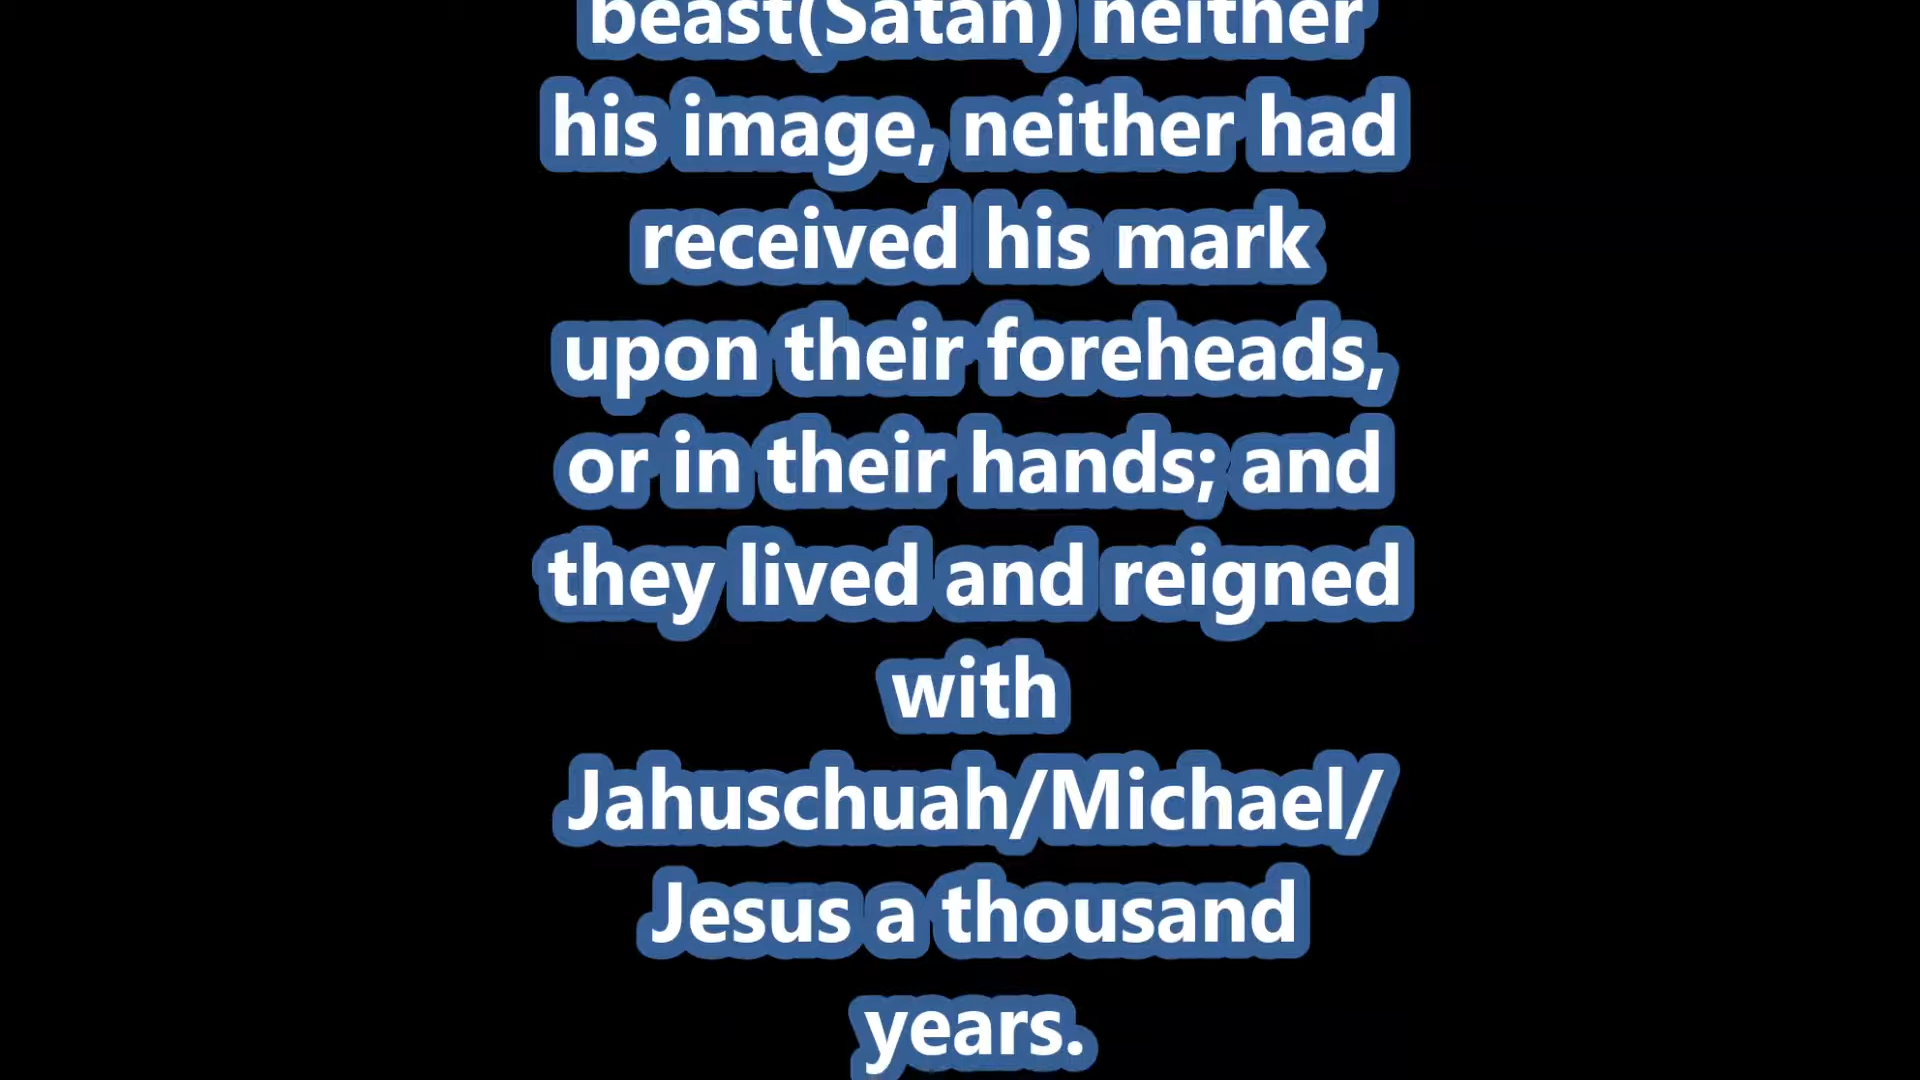 beast(Satan) neither
his image, neither had
received his mark
upon their foreheads,
or in their hands; and
they lived and reigned
with
Jahuschuah/Michael/
Jesus a thousand
years.